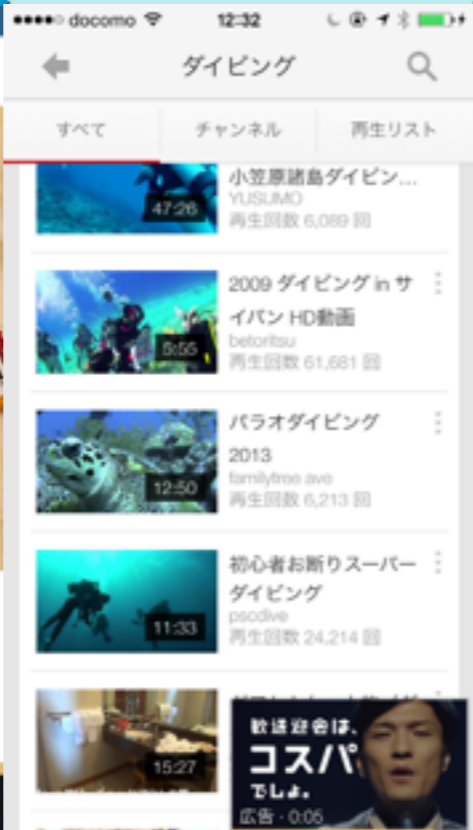 docomo 12:32
ダイビング
すべて チャンネル 再生リスト
小笠原諸島ダイビン...
YUSUMO
再生回数 6,089 回
47:26
2009 ダイビング in サ
イパン HD動画
betoritsu
再生回数 61,681 回
5:55
パラオダイビング
2013
familytree ave
再生回数 6,213 回
12:50
初心者お断りスーパー
ダイビング
pscdive
再生回数 24,214 回
11:33
15:27
歓送迎会は、
コスパ
でしょ。
広告・0:05